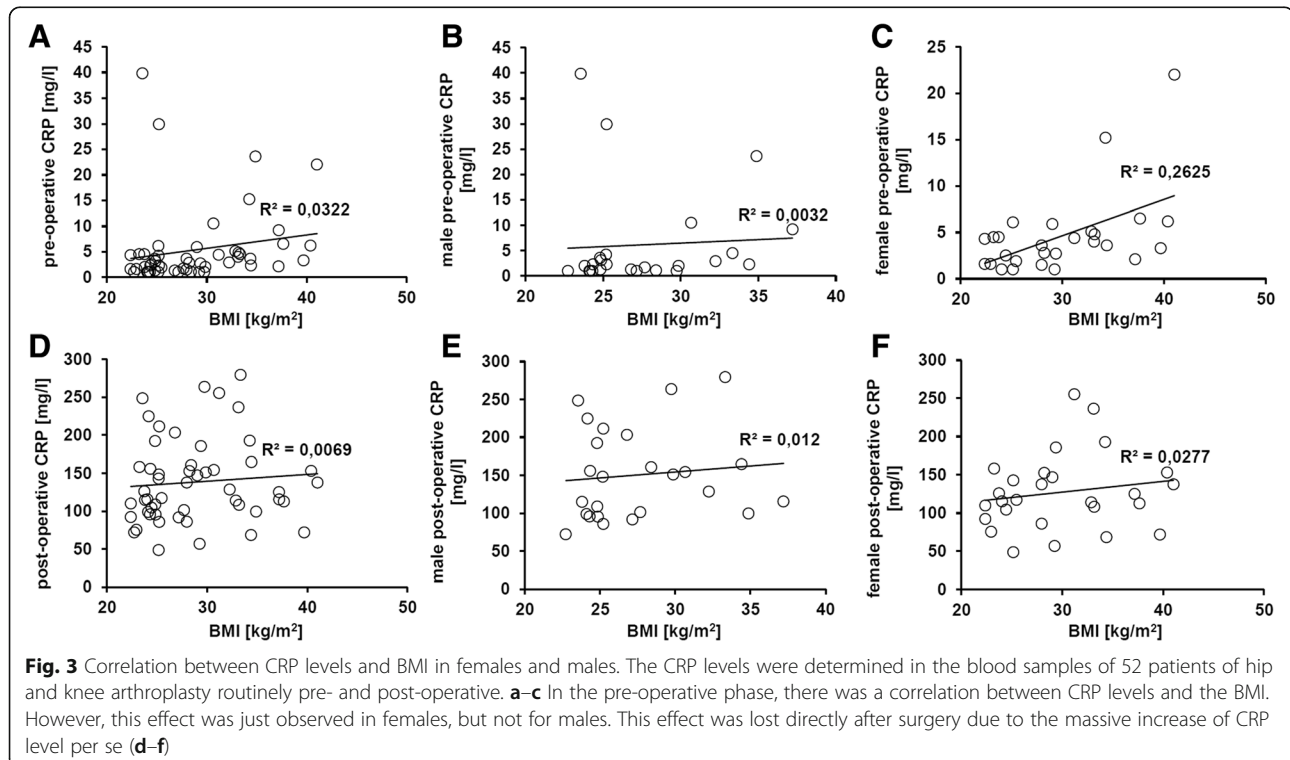 A
pre-operative CRP [mg/l]
45
40
35
30
25
20
15
10
5
0
R² = 0,0322
20 30 40 50
BMI [kg/m²]
B
male pre-operative CRP
[mg/l]
45
40
35
30
25
20
15
10
5
0
R² = 0,0032
20 25 30 35 40
BMI [kg/m²]
C
female pre-operative CRP
[mg/l]
25
20
15
10
5
0
R² = 0,2625
20 30 40 50
BMI [kg/m²]
D
post-operative CRP [mg/l]
300
250
200
150
100
50
0
R² = 0,0069
20 30 40 50
BMI [kg/m²]
E
male post-operative CRP
[mg/l]
300
250
200
150
100
50
0
R² = 0,012
20 25 30 35 40
BMI [kg/m²]
F
female post-operative CRP
[mg/l]
300
250
200
150
100
50
0
R² = 0,0277
20 30 40 50
BMI [kg/m²]
Fig. 3 Correlation between CRP levels and BMI in females and males. The CRP levels were determined in the blood samples of 52 patients of hip
and knee arthroplasty routinely pre- and post-operative. a–c In the pre-operative phase, there was a correlation between CRP levels and the BMI.
However, this effect was just observed in females, but not for males. This effect was lost directly after surgery due to the massive increase of CRP
level per se (d–f)